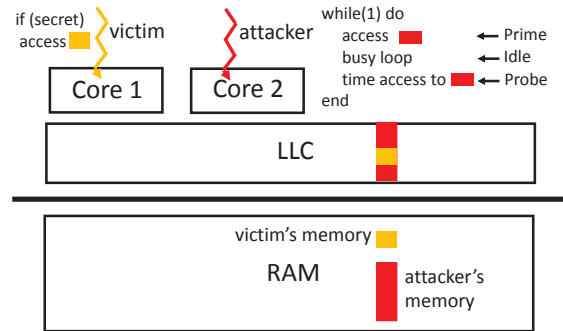 if (secret)
access
victim
attacker
while(1) do
access
Prime
busy loop
Idle
time access to
Probe
end
Core 1
Core 2
LLC
victim's memory
RAM
attacker's
memory